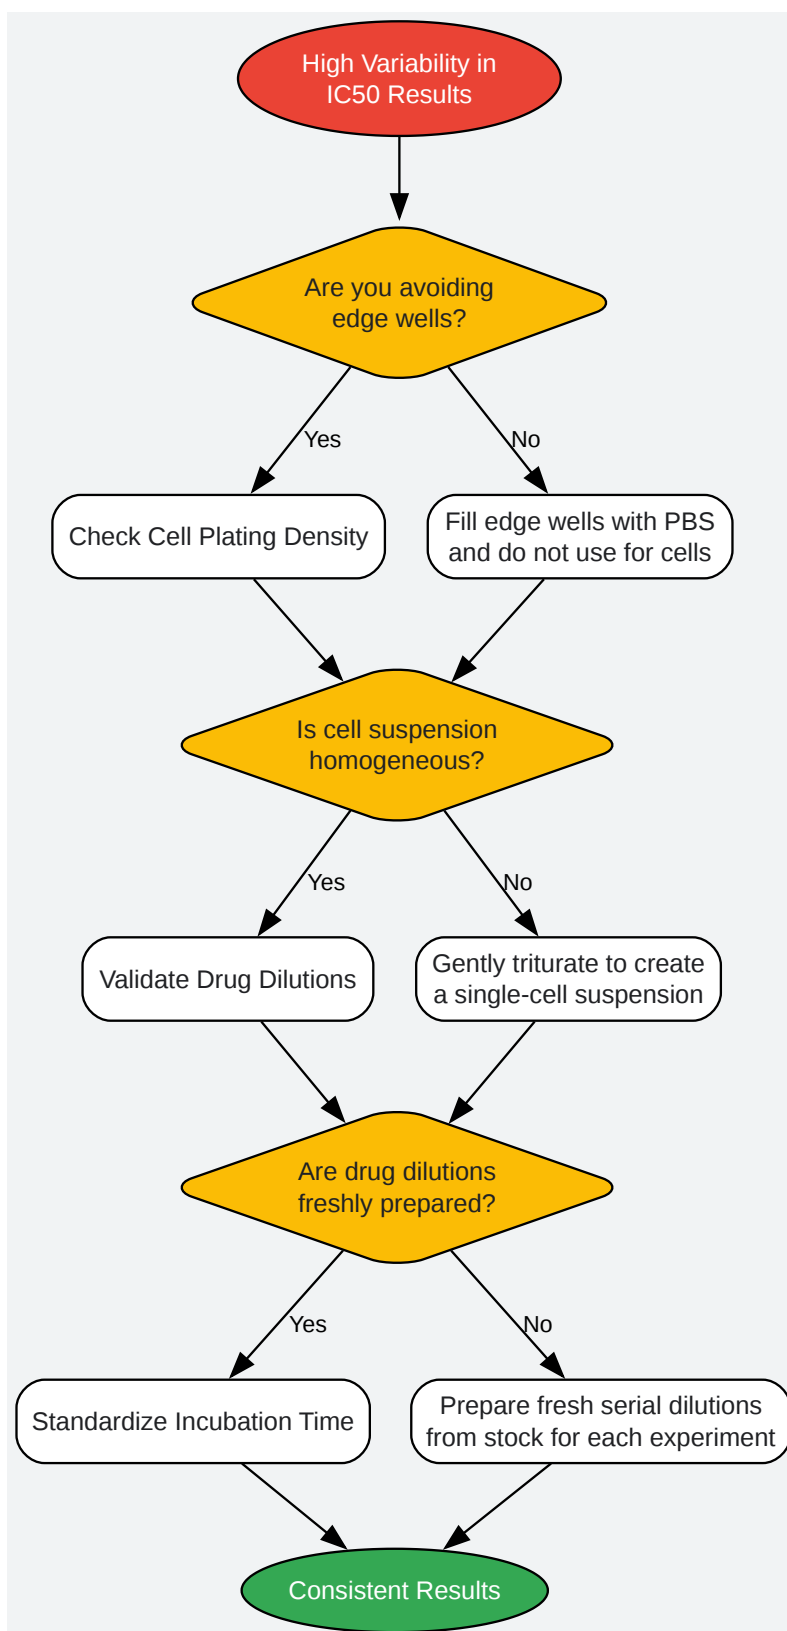 High Variability in
IC50 Results
Are you avoiding
edge wells?
Yes
No
Check Cell Plating Density
Fill edge wells with PBS
and do not use for cells
Is cell suspension
homogeneous?
Yes
No
Validate Drug Dilutions
Gently triturate to create
a single-cell suspension
Are drug dilutions
freshly prepared?
Yes
No
Standardize Incubation Time
Prepare fresh serial dilutions
from stock for each experiment
Consistent Results